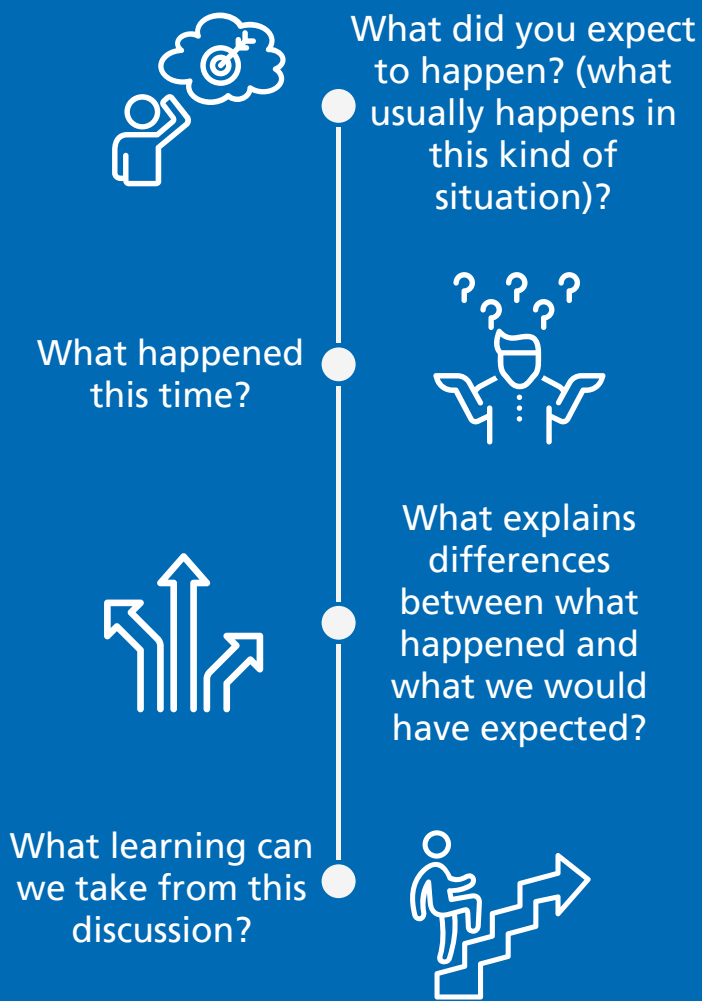 What did you expect
to happen? (what
usually happens in
this kind of
situation)?
What happened
this time?
What explains
differences
between what
happened and
what we would
have expected?
What learning can
we take from this
discussion?